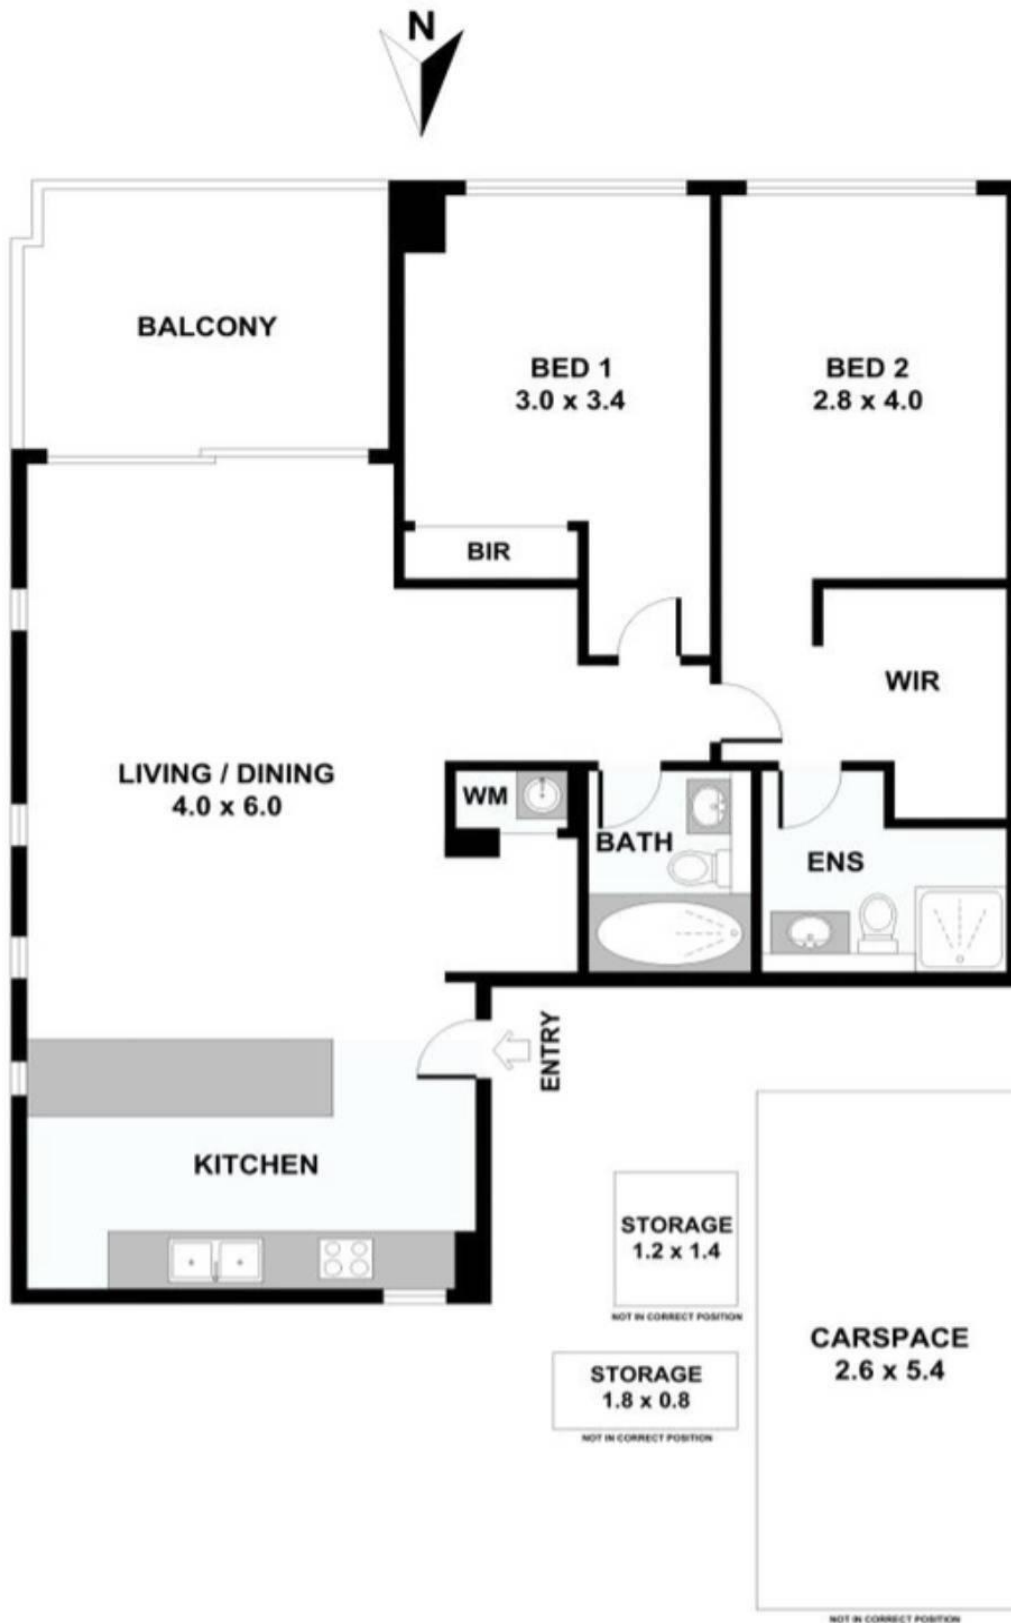 N
BALCONY
BED 1
3.0 x 3.4
BED 2
2.8 x 4.0
BIR
WIR
LIVING / DINING
4.0 x 6.0
WM
BATH
ENS
ENTRY
KITCHEN
STORAGE
1.2 x 1.4
NOT IN CORRECT POSITION
CARSPACE
2.6 x 5.4
STORAGE
1.8 x 0.8
NOT IN CORRECT POSITION
NOT IN CORRECT POSITION